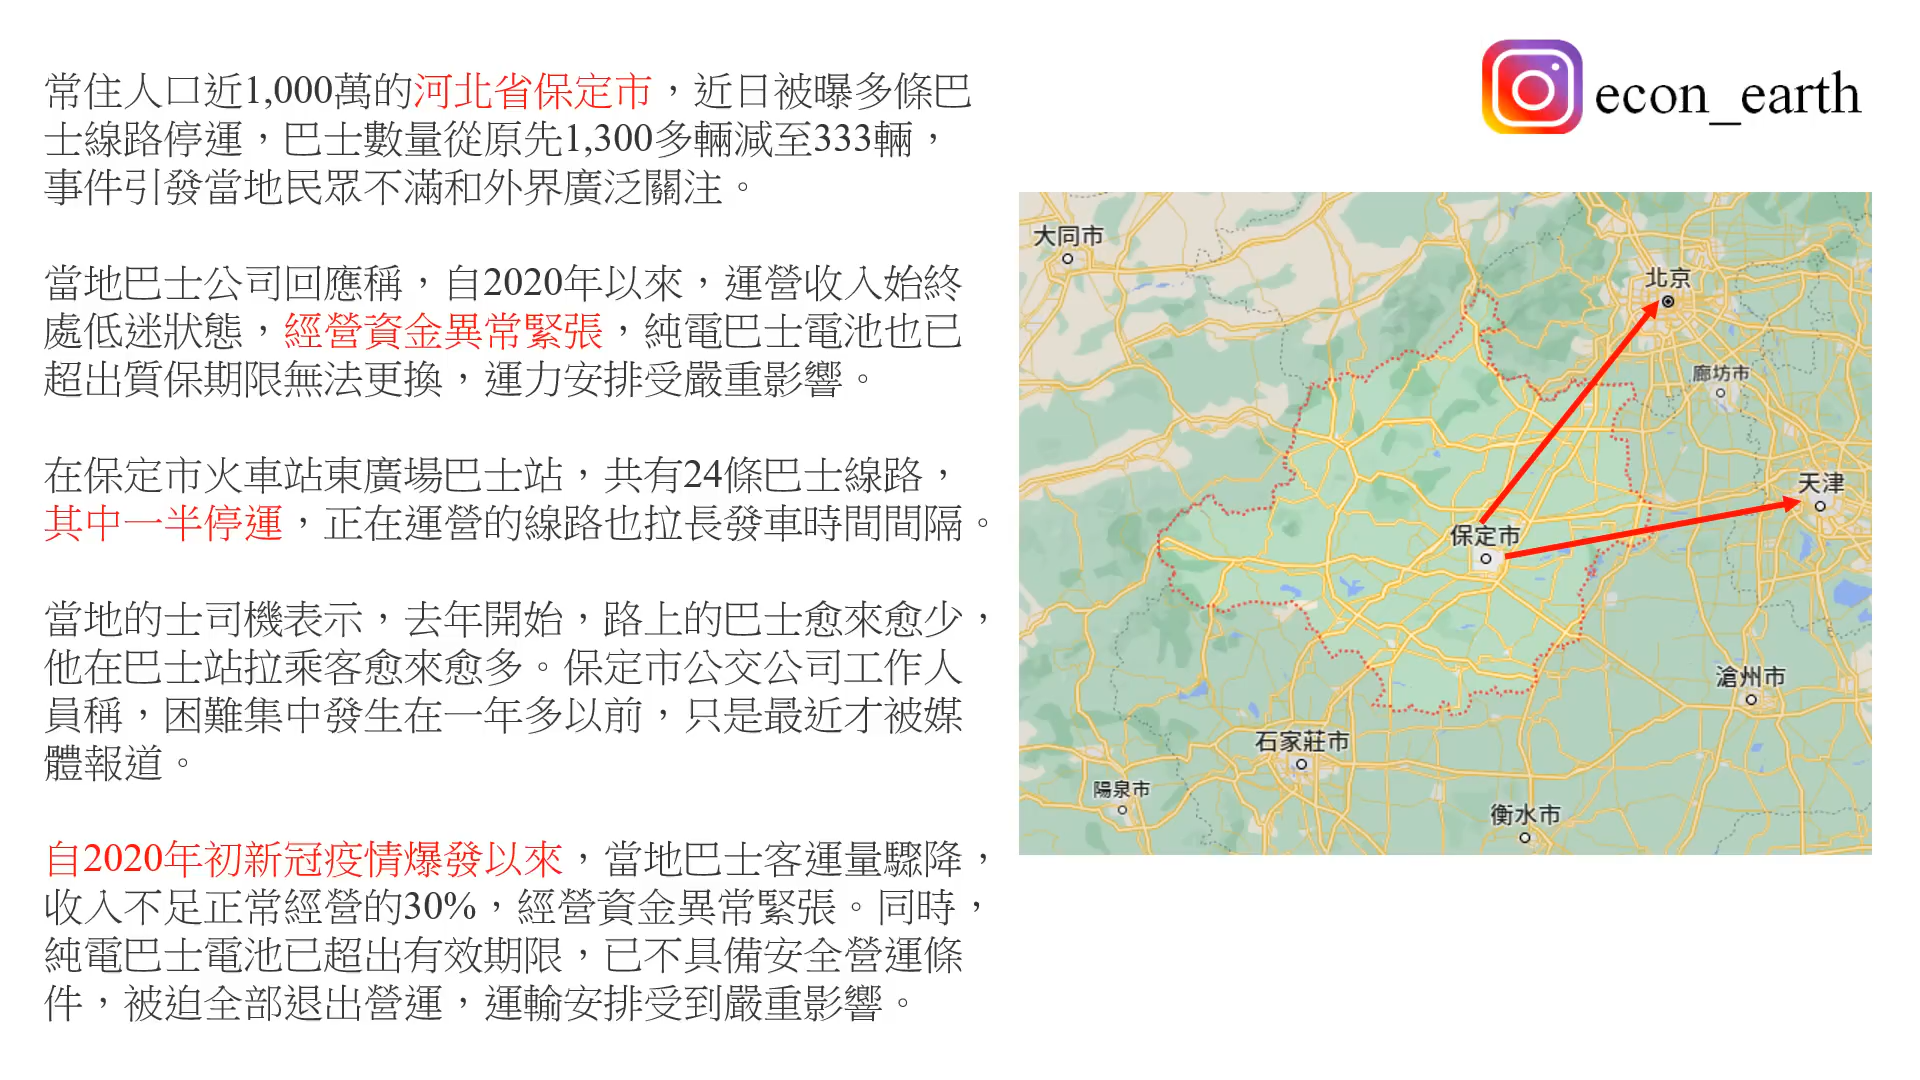 常住人口近1,000萬的河北省保定市，近日被曝多條巴
士線路停運，巴士數量從原先1,300多輛減至333輛，
事件引發當地民眾不滿和外界廣泛關注。
當地巴士公司回應稱，自2020年以來，運營收入始終
處低迷狀態，經營資金異常緊張，純電巴士電池也已
超出質保期限無法更換，運力安排受嚴重影響。
在保定市火車站東廣場巴士站，共有24條巴士線路，
其中一半停運，正在運營的線路也拉長發車時間間隔。
當地的士司機表示，去年開始，路上的巴士愈來愈少，
他在巴士站拉乘客愈來愈多。保定市公交公司工作人
員稱，困難集中發生在一年多以前，只是最近才被媒
體報道。
自2020年初新冠疫情爆發以來，當地巴士客運量驟降，
收入不足正常經營的30%，經營資金異常緊張。同時，
純電巴士電池已超出有效期限，已不具備安全營運條
件，被迫全部退出營運，運輸安排受到嚴重影響。
econ_earth
大同市
北京
廊坊市
天津
保定市
滄州市
石家莊市
陽泉市
衡水市